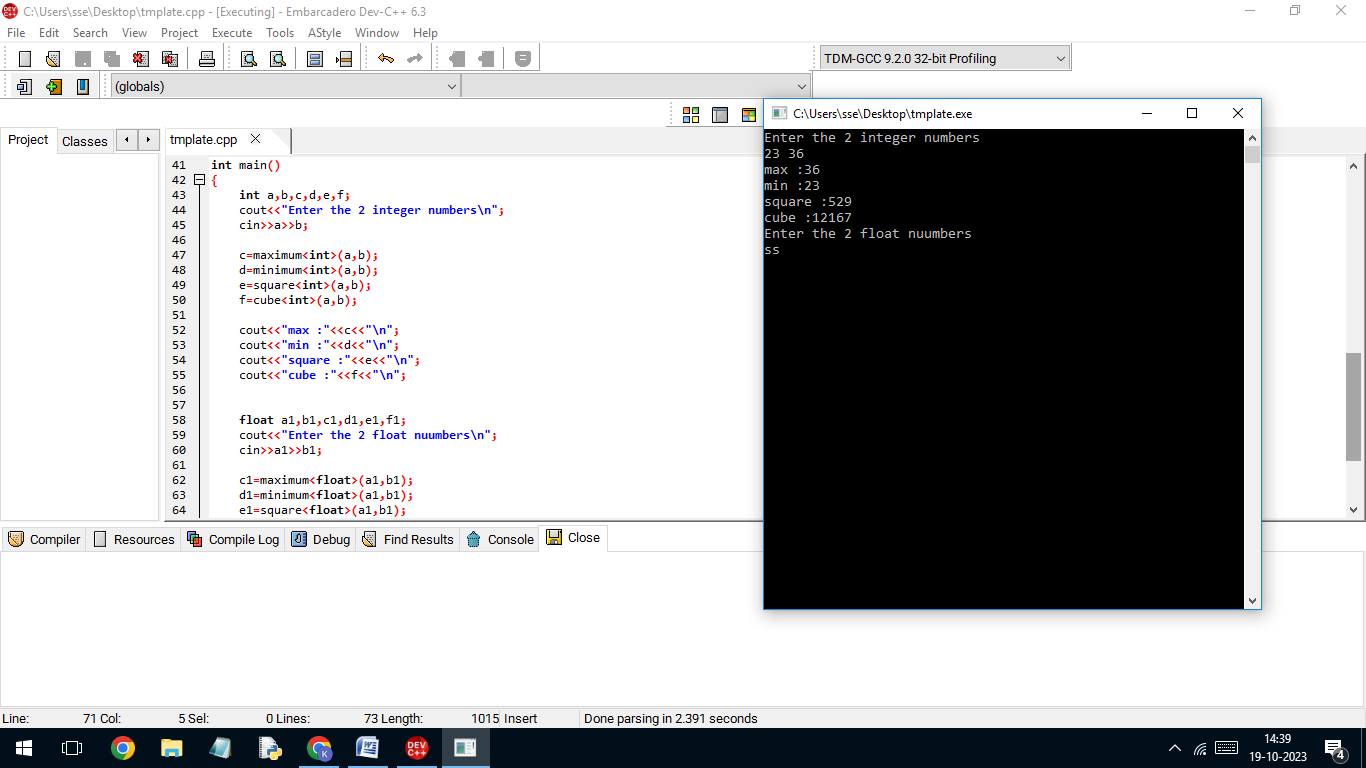 C:\Users\sse\Desktop\tmplate.cpp - [Executing] - Embarcadero Dev-C++ 6.3
File Edit Search View Project Execute Tools AStyle Window Help
TDM-GCC 9.2.0 32-bit Profiling
(globals)
Project Classes
tmplate.cpp
41 int main()
42 {
43 int a,b,c,d,e,f;
44 cout<<"Enter the 2 integer numbers\n";
45 cin>>a>>b;
46
47 c=maximum<int>(a,b);
48 d=minimum<int>(a,b);
49 e=square<int>(a,b);
50 f=cube<int>(a,b);
51
52 cout<<"max :"<<c<<"\n";
53 cout<<"min :"<<d<<"\n";
54 cout<<"square :"<<e<<"\n";
55 cout<<"cube :"<<f<<"\n";
56
57
58 float a1,b1,c1,d1,e1,f1;
59 cout<<"Enter the 2 float nuumbers\n";
60 cin>>a1>>b1;
61
62 c1=maximum<float>(a1,b1);
63 d1=minimum<float>(a1,b1);
64 e1=square<float>(a1,b1);
C:\Users\sse\Desktop\tmplate.exe
Enter the 2 integer numbers
23 36
max :36
min :23
square :529
cube :12167
Enter the 2 float nuumbers
ss
Compiler Resources Compile Log Debug Find Results Console Close
Line: 71 Col: 5 Sel: 0 Lines: 73 Length: 1015 Insert Done parsing in 2.391 seconds
K
W
DEV C++
14:39
19-10-2023
4